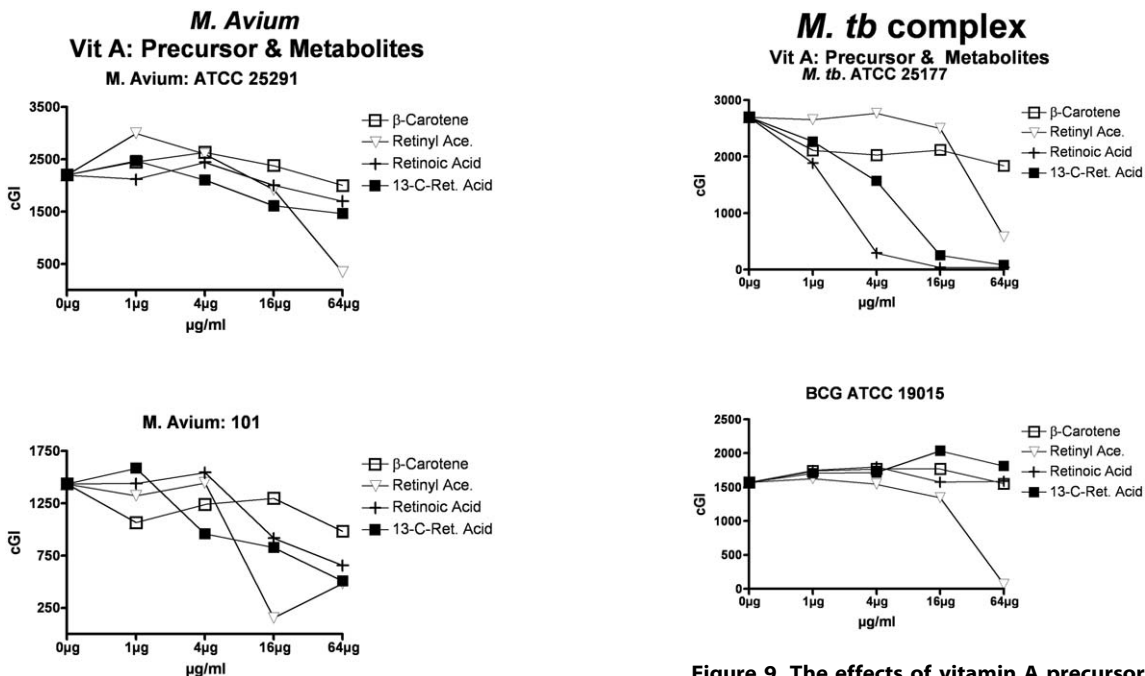 M. Avium
Vit A: Precursor & Metabolites
M. Avium: ATCC 25291
3500
2500
1500
500
cGI
0µg
1µg
4µg
16µg
64µg
µg/ml
β-Carotene
Retinyl Ace.
Retinoic Acid
13-C-Ret. Acid
M. Avium: 101
1750
1250
750
250
cGI
0µg
1µg
4µg
16µg
64µg
µg/ml
β-Carotene
Retinyl Ace.
Retinoic Acid
13-C-Ret. Acid
M. tb complex
Vit A: Precursor & Metabolites
M. tb. ATCC 25177
3000
2000
1000
0
cGI
0µg
1µg
4µg
16µg
64µg
µg/ml
β-Carotene
Retinyl Ace.
Retinoic Acid
13-C-Ret. Acid
BCG ATCC 19015
2500
2000
1500
1000
500
0
cGI
0µg
1µg
4µg
16µg
64µg
µg/ml
β-Carotene
Retinyl Ace.
Retinoic Acid
13-C-Ret. Acid
Figure 9. The effects of vitamin A precursor